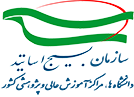 سازمان بسیج اساتید
دانشگاه‌ها، مراکز آموزش عالی و پژوهشی کشور